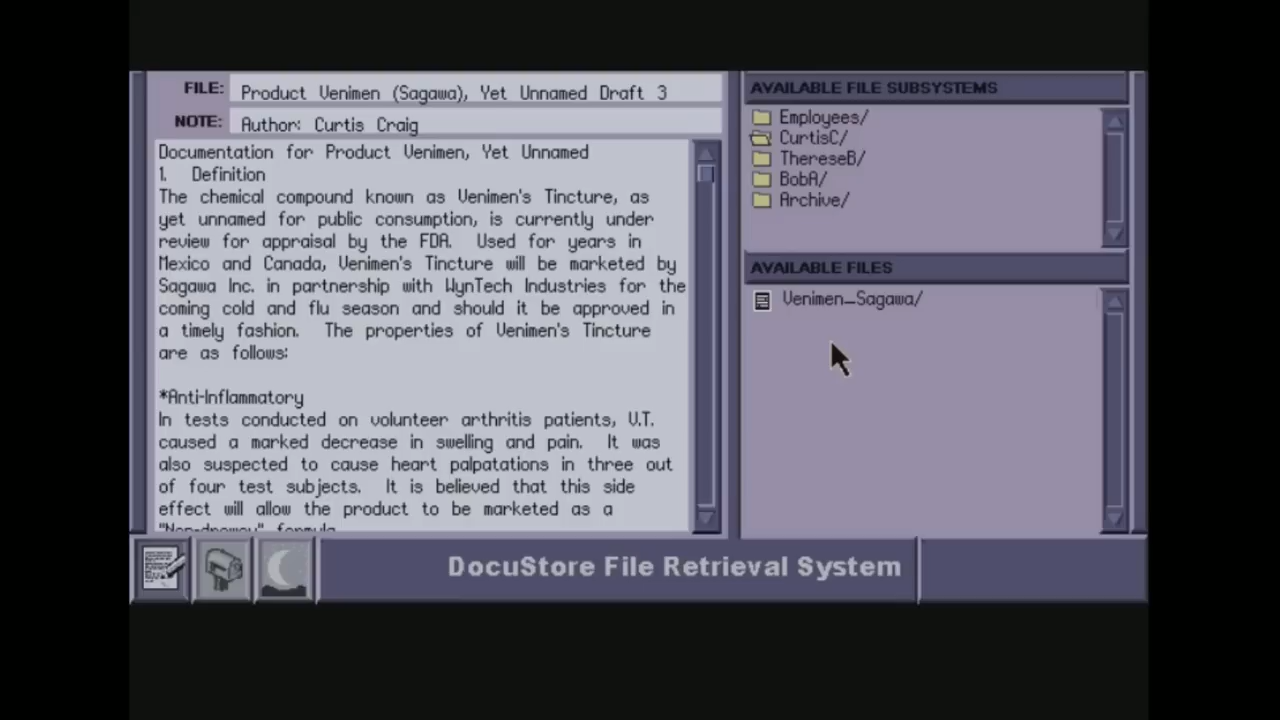 FILE: Product Venimen (Sagawa), Yet Unnamed Draft 3
NOTE: Author: Curtis Craig
Documentation for Product Venimen, Yet Unnamed
1. Definition
The chemical compound known as Venimen's Tincture, as
yet unnamed for public consumption, is currently under
review for appraisal by the FDA. Used for years in
Mexico and Canada, Venimen's Tincture will be marketed by
Sagawa Inc. in partnership with WynTech Industries for the
coming cold and flu season and should it be approved in
a timely fashion. The properties of Venimen's Tincture
are as follows:
*Anti-Inflammatory
In tests conducted on volunteer arthritis patients, V.T.
caused a marked decrease in swelling and pain. It was
also suspected to cause heart palpatations in three out
of four test subjects. It is believed that this side
effect will allow the product to be marketed as a
"Non-drowsy" formula
AVAILABLE FILE SUBSYSTEMS
Employees/
CurtisC/
ThereseB/
BobA/
Archive/
AVAILABLE FILES
Venimen_Sagawa/
DocuStore File Retrieval System